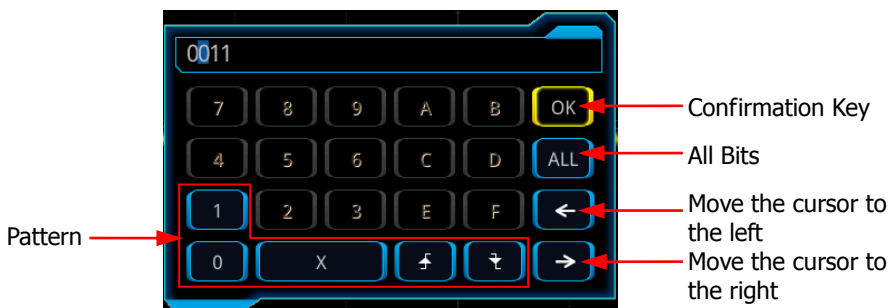 0011
7 8 9 A B OK
Confirmation Key
4 5 6 C D ALL
All Bits
1 2 3 E F ←
Move the cursor to
the left
Pattern
0 X →
Move the cursor to
the right